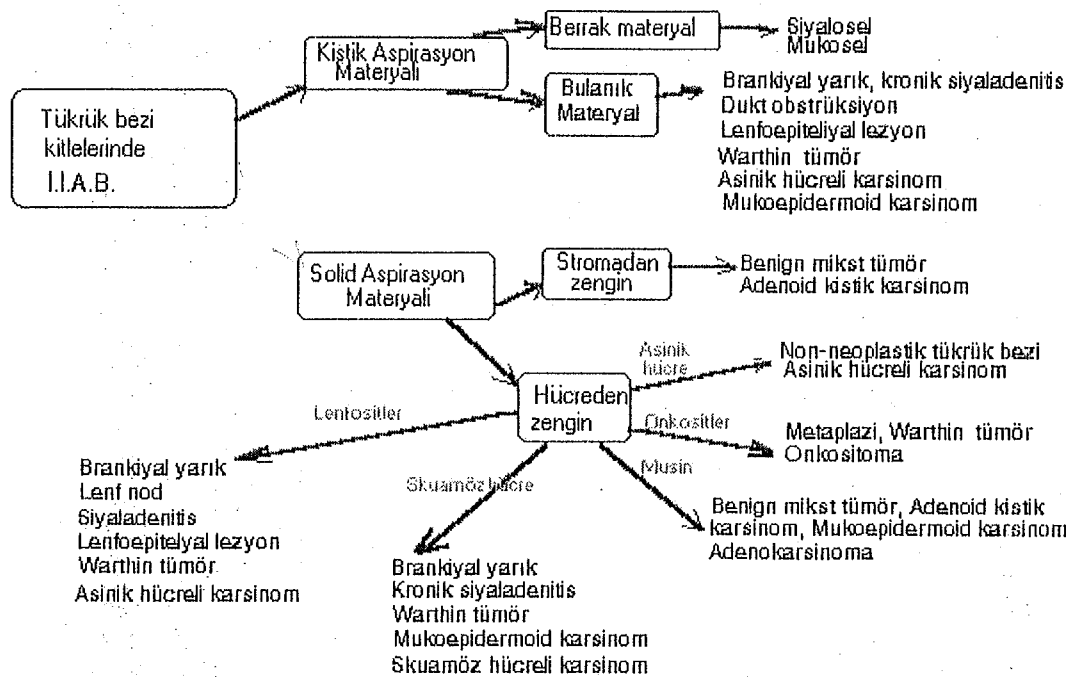 Tükrük bezi
kitlelerinde
I.I.A.B.
Kistik Aspirasyon
Materyali
Berrak materyal
Siyalosel
Mukosel
Bulanık
Materyal
Brankiyal yarık, kronik siyaladenitis
Dukt obstrüksiyon
Lenfoepiteliyal lezyon
Warthin tümör
Asinik hücreli karsinom
Mukoepidermoid karsinom
Solid Aspirasyon
Materyali
Stromadan
zengin
Benign mikst tümör
Adenoid kistik karsinom
Hücreden
zengin
Asinik
hücre
Non-neoplastik tükrük bezi
Asinik hücreli karsinom
Onkositler
Metaplazi, Warthin tümör
Onkositoma
Musin
Benign mikst tümör, Adenoid kistik
karsinom, Mukoepidermoid karsinom
Adenokarsinoma
Lenfositler
Brankiyal yarık
Lenf nod
Siyaladenitis
Lenfoepitelyal lezyon
Warthin tümör
Asinik hücreli karsinom
Skuamöz hücre
Brankiyal yarık
Kronik siyaladenitis
Warthin tümör
Mukoepidermoid karsinom
Skuamöz hücreli karsinom